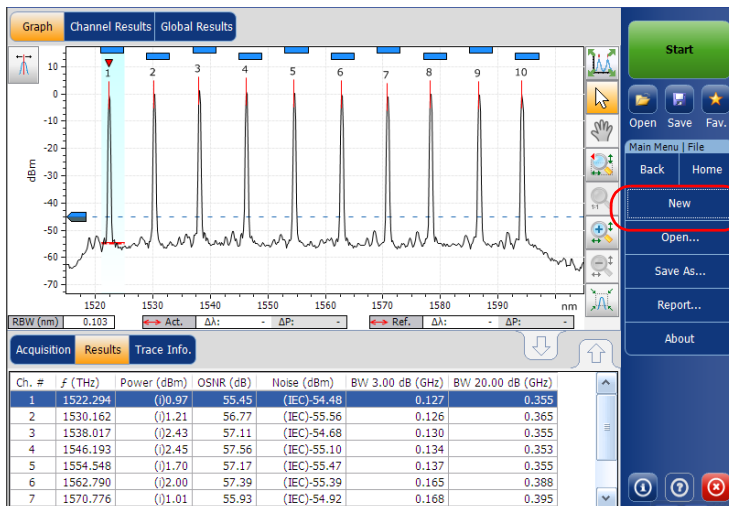 Graph Channel Results Global Results
10
0
-10
-20
-30
-40
-50
-60
-70
dBm
1 2 3 4 5 6 7 8 9 10
1520 1530 1540 1550 1560 1570 1580 1590 nm
RBW (nm) 0.103 Act. Δλ: - ΔP: - Ref. Δλ: - ΔP: -
Acquisition Results Trace Info.
Ch. # ƒ (THz) Power (dBm) OSNR (dB) Noise (dBm) BW 3.00 dB (GHz) BW 20.00 dB (GHz)
1 1522.294 (i)0.97 55.45 (IEC)-54.48 0.127 0.355
2 1530.162 (i)1.21 56.77 (IEC)-55.56 0.126 0.365
3 1538.017 (i)2.43 57.11 (IEC)-54.68 0.130 0.355
4 1546.193 (i)2.45 57.56 (IEC)-55.10 0.134 0.353
5 1554.548 (i)1.70 57.17 (IEC)-55.47 0.137 0.355
6 1562.790 (i)2.00 57.39 (IEC)-55.39 0.165 0.388
7 1570.776 (i)1.01 55.93 (IEC)-54.92 0.168 0.395
Start
Open Save Fav.
Main Menu | File
Back Home
New
Open...
Save As...
Report...
About